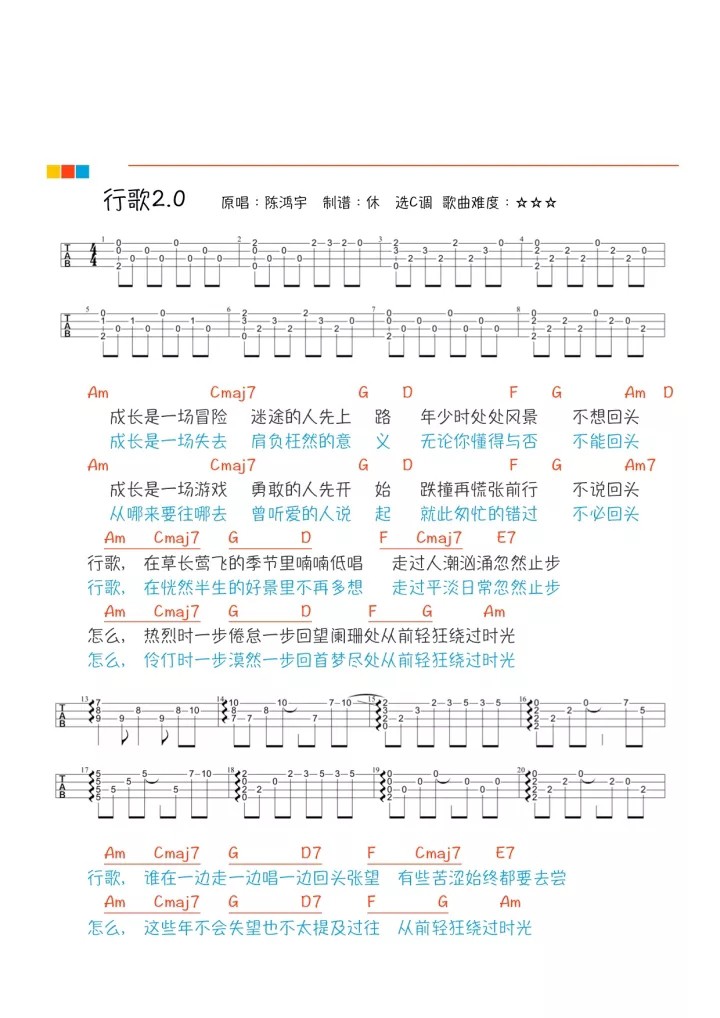 行歌2.0 原唱：陈鸿宇 制谱：休 选C调 歌曲难度：☆☆☆
Am Cmaj7 G D F G Am D
成长是一场冒险 迷途的人先上 路 年少时处处风景 不想回头
成长是一场失去 肩负枉然的意 义 无论你懂得与否 不能回头
Am Cmaj7 G D F G Am7
成长是一场游戏 勇敢的人先开 始 跌撞再慌张前行 不说回头
从哪来要往哪去 曾听爱的人说 起 就此匆忙的错过 不必回头
Am Cmaj7 G D F Cmaj7 E7
行歌, 在草长莺飞的季节里喃喃低唱 走过人潮汹涌忽然止步
行歌, 在恍然半生的好景里不再多想 走过平淡日常忽然止步
Am Cmaj7 G D F G Am
怎么, 热烈时一步倦怠一步回望阑珊处从前轻狂绕过时光
怎么, 伶仃时一步漠然一步回首梦尽处从前轻狂绕过时光
Am Cmaj7 G D7 F Cmaj7 E7
行歌, 谁在一边走一边唱一边回头张望 有些苦涩始终都要去尝
Am Cmaj7 G D7 F G Am
怎么, 这些年不会失望也不太提及过往 从前轻狂绕过时光